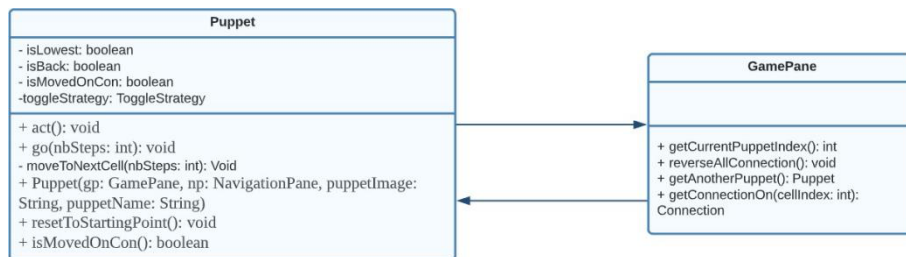 Puppet
- isLowest: boolean
- isBack: boolean
- isMovedOnCon: boolean
-toggleStrategy: ToggleStrategy
+ act(): void
+ go(nbSteps: int): void
- moveToNextCell(nbSteps: int): Void
+ Puppet(gp: GamePane, np: NavigationPane, puppetImage:
String, puppetName: String)
+ resetToStartingPoint(): void
+ isMovedOnCon(): boolean
GamePane
+ getCurrentPuppetIndex(): int
+ reverseAllConnection(): void
+ getAnotherPuppet(): Puppet
+ getConnectionOn(cellIndex: int):
Connection